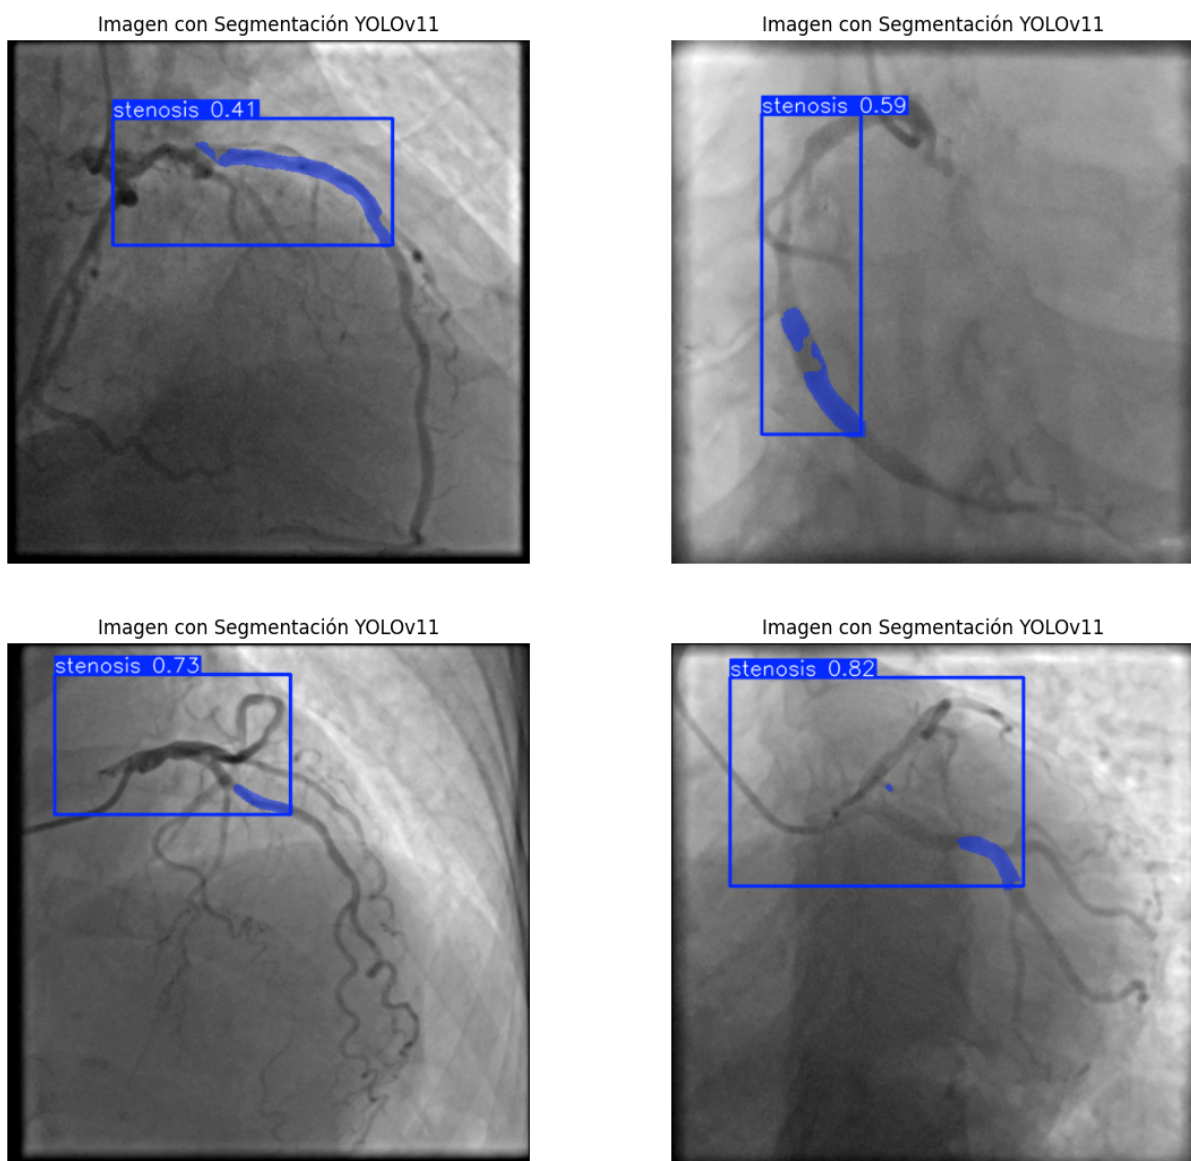 Imagen con Segmentación YOLOv11
Imagen con Segmentación YOLOv11
stenosis 0.41
stenosis 0.59
Imagen con Segmentación YOLOv11
Imagen con Segmentación YOLOv11
stenosis 0.73
stenosis 0.82